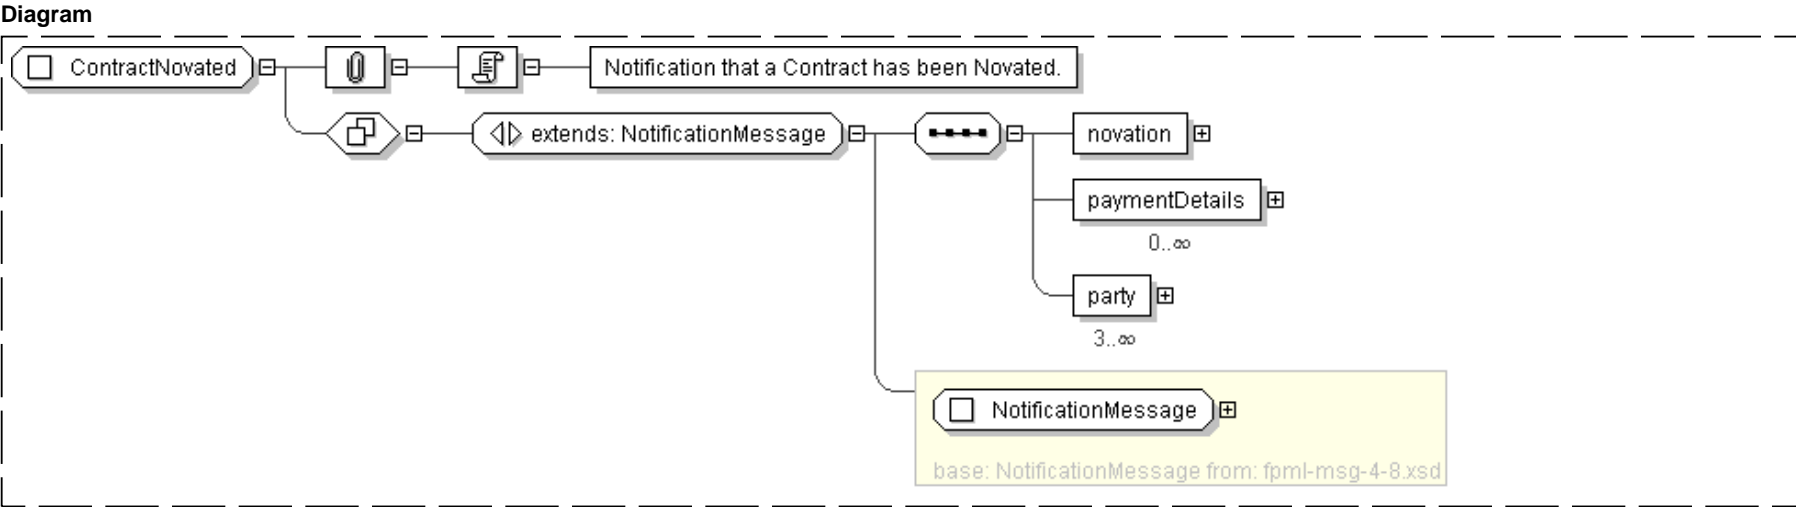 Diagram
ContractNovated
Notification that a Contract has been Novated.
extends: NotificationMessage
novation
paymentDetails
0..∞
party
3..∞
NotificationMessage
base: NotificationMessage from: fpml-msg-4-8.xsd